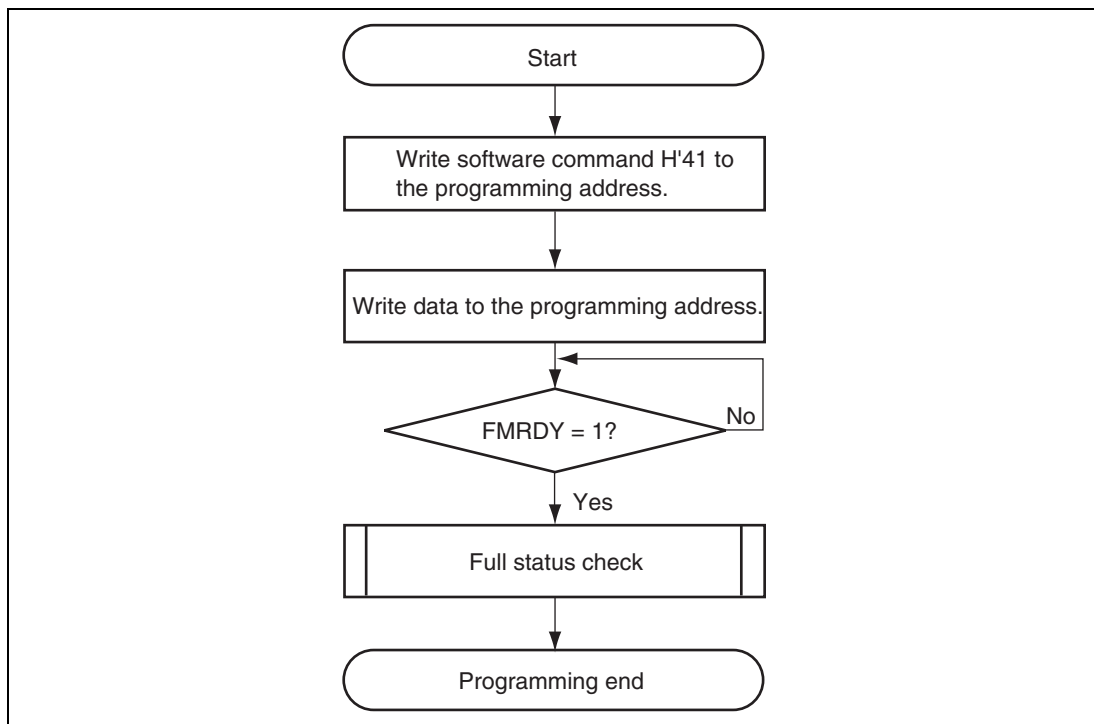 Start
Write software command H'41 to
the programming address.
Write data to the programming address.
FMRDY = 1?
No
Yes
Full status check
Programming end